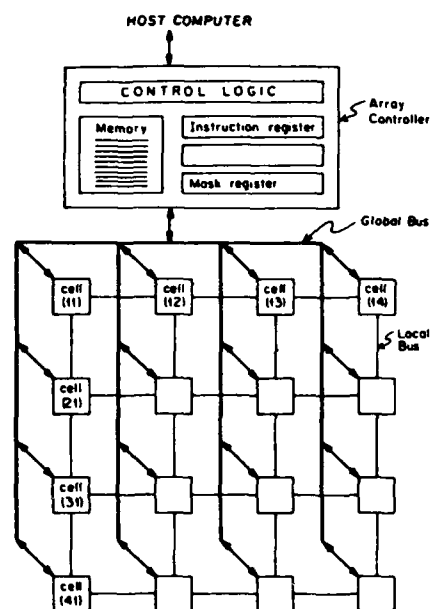 HOST COMPUTER
CONTROL LOGIC
Memory
Instruction register
Mask register
Array
Controller
Global Bus
cell
(11)
cell
(12)
cell
(13)
cell
(14)
Local
Bus
cell
(21)
cell
(31)
cell
(41)